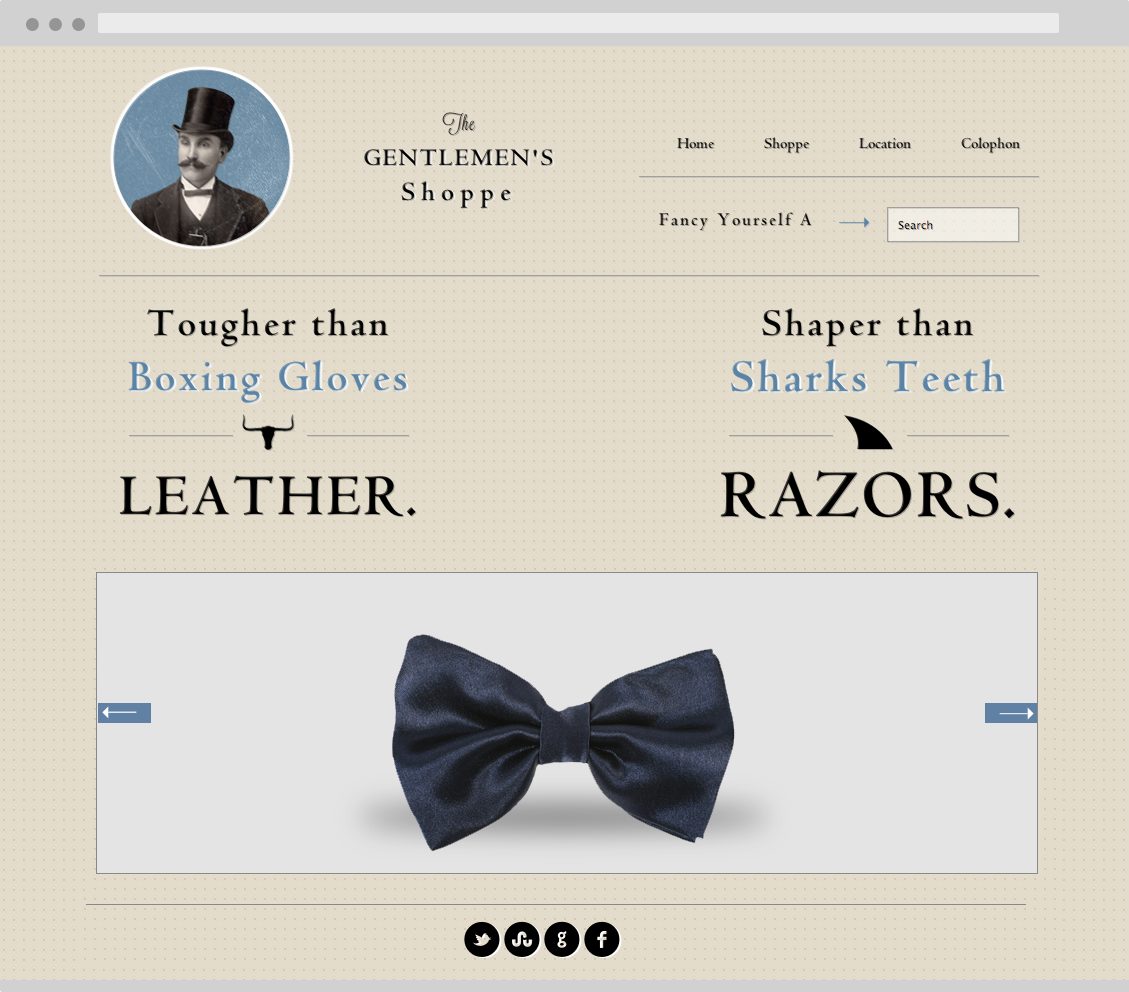 The
GENTLEMEN'S
Shoppe
Home Shoppe Location Colophon
Fancy Yourself A
Search
Tougher than
Boxing Gloves
LEATHER.
Shaper than
Sharks Teeth
RAZORS.